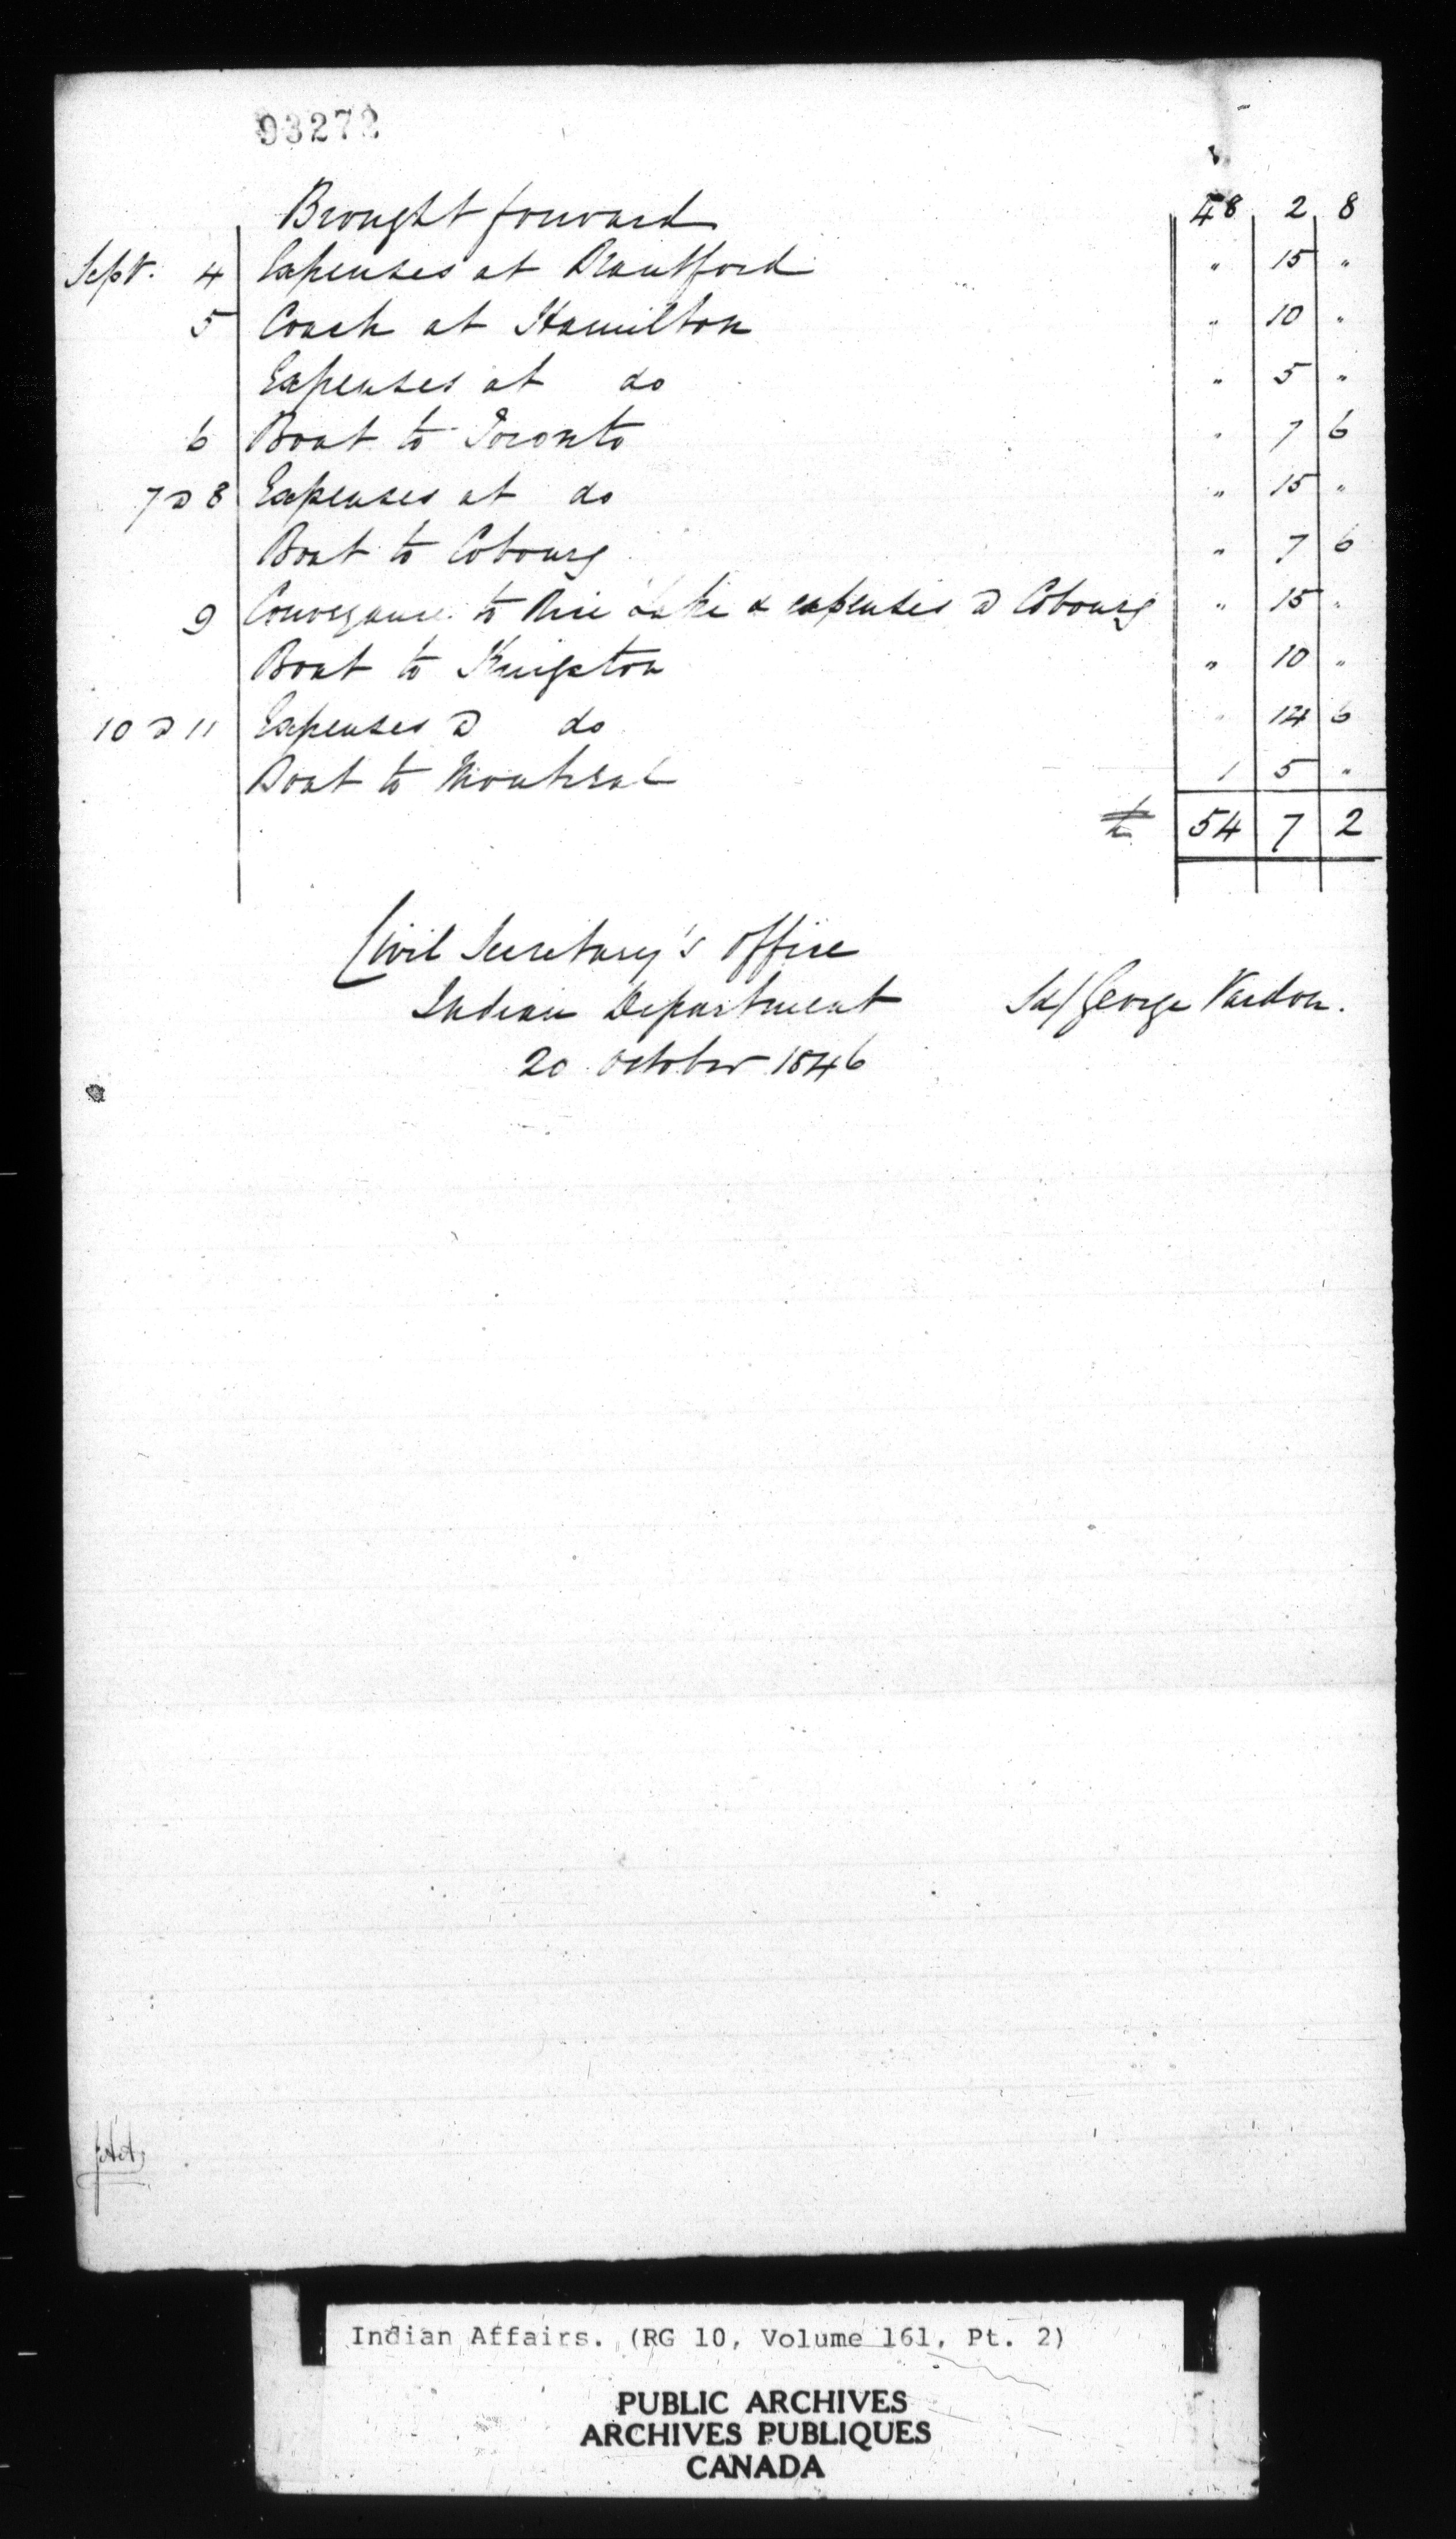 93272
Brought forward 48 2 8
Sept. 4 Expenses at Brantford " 15 "
5 Coach at Hamilton " 10 "
Expenses at do " 5 "
6 Boat to Toronto " 7 6
7 & 8 Expenses at do " 15 "
Boat to Cobourg " 7 6
9 Conveyance to Rice Lake & expenses @ Cobourg " 15 "
Boat to Kingston " 10 "
10 & 11 Expenses @ do " 14 6
Boat to Montreal 1 5 "
£ 54 7 2
Civil Secretary's Office
Indian Department Sd/ George Vardon.
20 October 1846
Indian Affairs. (RG 10, Volume 161, Pt. 2)
PUBLIC ARCHIVES
ARCHIVES PUBLIQUES
CANADA